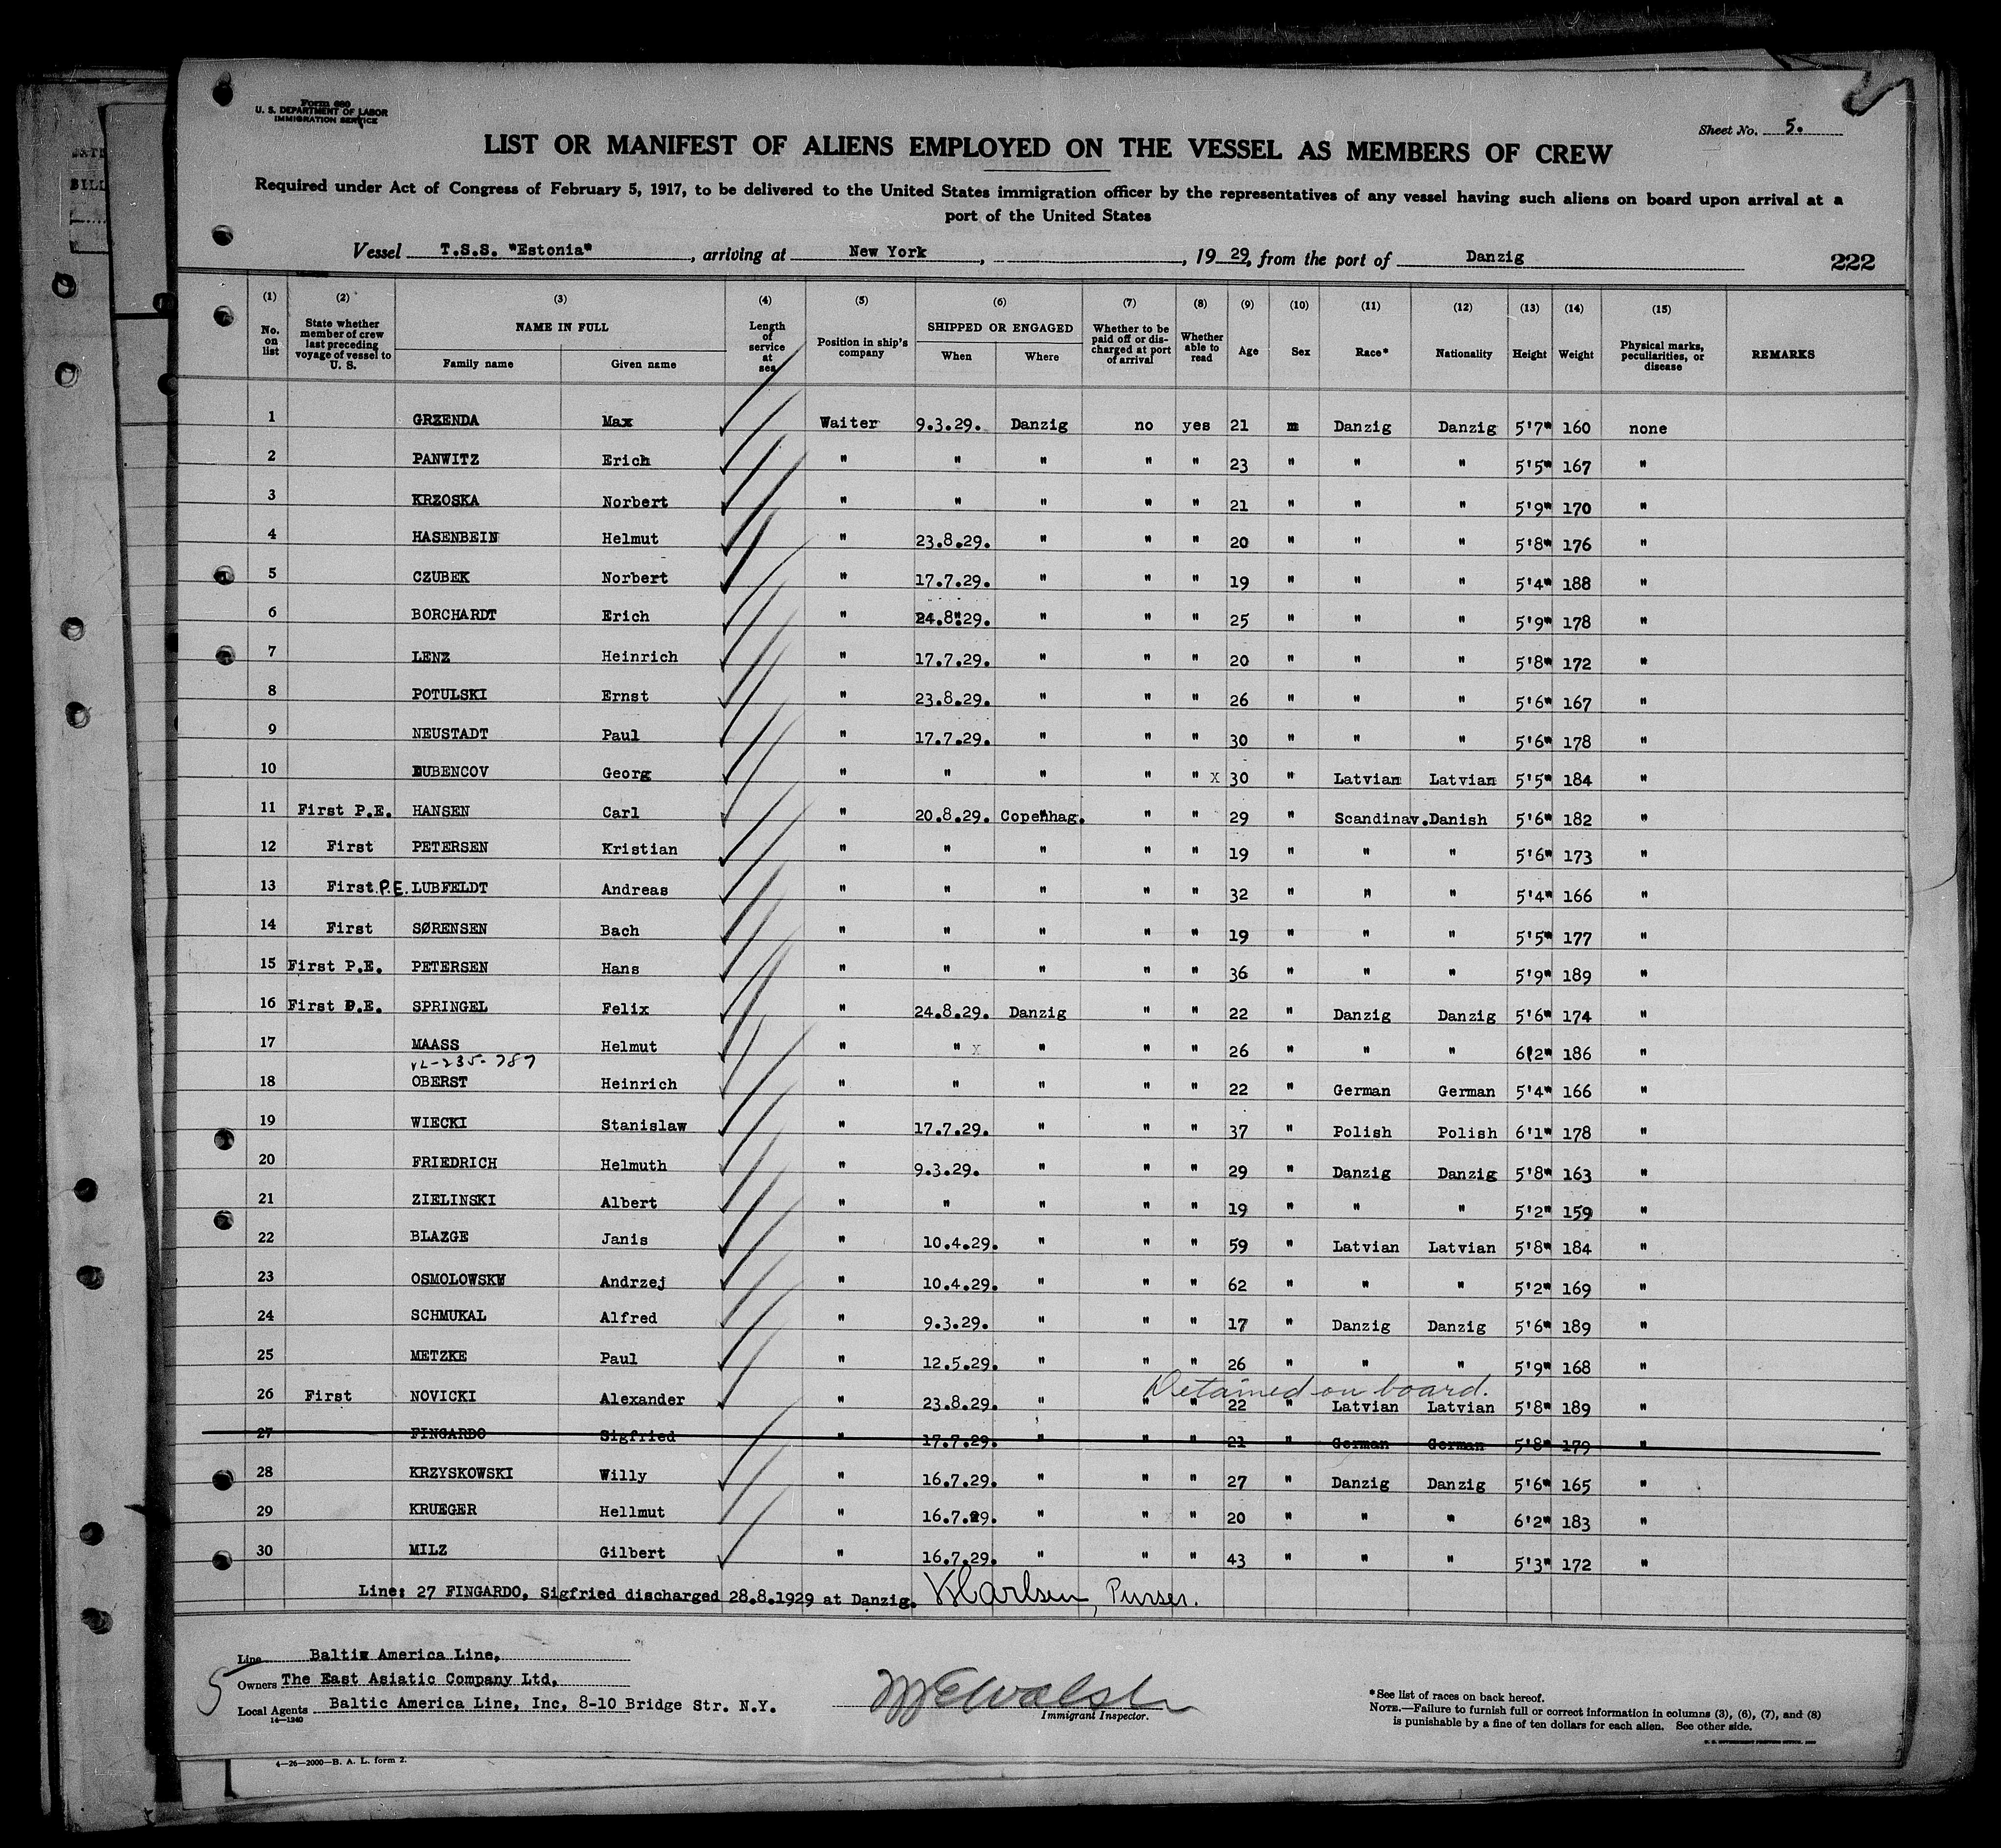 Form 680
U. S. DEPARTMENT OF LABOR
IMMIGRATION SERVICE
Sheet No. 5.
LIST OR MANIFEST OF ALIENS EMPLOYED ON THE VESSEL AS MEMBERS OF CREW
Required under Act of Congress of February 5, 1917, to be delivered to the United States immigration officer by the representatives of any vessel having such aliens on board upon arrival at a
port of the United States
Vessel T.S.S. "Estonia" , arriving at New York , , 19 29, from the port of Danzig 222
(1) (2) (3) (4) (5) (6) (7) (8) (9) (10) (11) (12) (13) (14) (15)
No. on list State whether member of crew last preceding voyage of vessel to U. S. NAME IN FULL Family name Given name Length of service at sea Position in ship's company SHIPPED OR ENGAGED When Where Whether to be paid off or discharged at port of arrival Whether able to read Age Sex Race* Nationality Height Weight Physical marks, peculiarities, or disease REMARKS
1 GRZENDA Max Waiter 9.3.29. Danzig no yes 21 m Danzig Danzig 5'7" 160 none
2 PANWITZ Erich " " " " " 23 " " " 5'5" 167 "
3 KRZOSKA Norbert " " " " " 21 " " " 5'9" 170 "
4 HASENBEIN Helmut " 23.8.29. " " " 20 " " " 5'8" 176 "
5 CZUBEK Norbert " 17.7.29. " " " 19 " " " 5'4" 188 "
6 BORCHARDT Erich " 24.8.29. " " " 25 " " " 5'9" 178 "
7 LENZ Heinrich " 17.7.29. " " " 20 " " " 5'8" 172 "
8 POTULSKI Ernst " 23.8.29. " " " 26 " " " 5'6" 167 "
9 NEUSTADT Paul " 17.7.29. " " " 30 " " " 5'6" 178 "
10 DUBENCOV Georg " " " " " x 30 " Latvian Latvian 5'5" 184 "
11 First P.E. HANSEN Carl " 20.8.29. Copenhag. " " 29 " Scandinav. Danish 5'6" 182 "
12 First PETERSEN Kristian " " " " " 19 " " " 5'6" 173 "
13 First P.E. LUBFELDT Andreas " " " " " 32 " " " 5'4" 166 "
14 First SØRENSEN Bach " " " " " 19 " " " 5'5" 177 "
15 First P.E. PETERSEN Hans " " " " " 36 " " " 5'9" 189 "
16 First P.E. SPRINGEL Felix " 24.8.29. Danzig " " 22 " Danzig Danzig 5'6" 174 "
17 MAASS Helmut " " x " " " 26 " " " 6'2" 186 "
VL-235-787
18 OBERST Heinrich " " " " " 22 " German German 5'4" 166 "
19 WIECKI Stanislaw " 17.7.29. " " " 37 " Polish Polish 6'1" 178 "
20 FRIEDRICH Helmuth " 9.3.29. " " " 29 " Danzig Danzig 5'8" 163 "
21 ZIELINSKI Albert " " " " " 19 " " " 5'2" 159 "
22 BLAZGE Janis " 10.4.29. " " " 59 " Latvian Latvian 5'8" 184 "
23 OSMOLOWSKY Andrzej " 10.4.29. " " " 62 " " " 5'2" 169 "
24 SCHMUKAL Alfred " 9.3.29. " " " 17 " Danzig Danzig 5'6" 189 "
25 METZKE Paul " 12.5.29. " " " 26 " " " 5'9" 168 "
Detained on board.
26 First NOVICKI Alexander " 23.8.29. " " " 22 " Latvian Latvian 5'8" 189 "
27 FINGARDO Sigfried " 17.7.29. " " " 21 " German German 5'8" 179 "
28 KRZYSKOWSKI Willy " 16.7.29. " " " 27 " Danzig Danzig 5'6" 165 "
29 KRUEGER Hellmut " 16.7.29. " " " 20 " " " 6'2" 183 "
30 MILZ Gilbert " 16.7.29. " " " 43 " " " 5'3" 172 "
Line: 27 FINGARDO, Sigfried discharged 28.8.1929 at Danzig. Carlsen, Purser.
Line Baltic America Line,
Owners The East Asiatic Company Ltd,
Local Agents Baltic America Line, Inc, 8-10 Bridge Str. N.Y.
14—1240
5
Immigrant Inspector.
*See list of races on back hereof.
NOTE.—Failure to furnish full or correct information in columns (3), (6), (7), and (8)
is punishable by a fine of ten dollars for each alien. See other side.
4—26—2000—B. A. L. form 2.